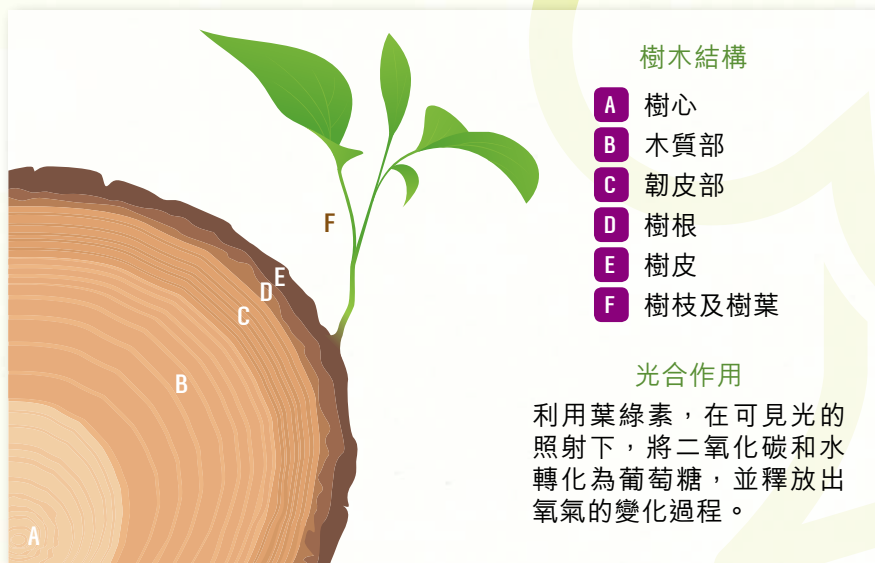 樹木結構
A 樹心
B 木質部
C 韌皮部
D 樹根
E 樹皮
F 樹枝及樹葉
F
E
D
C
B
A
光合作用
利用葉綠素，在可見光的
照射下，將二氧化碳和水
轉化為葡萄糖，並釋放出
氧氣的變化過程。